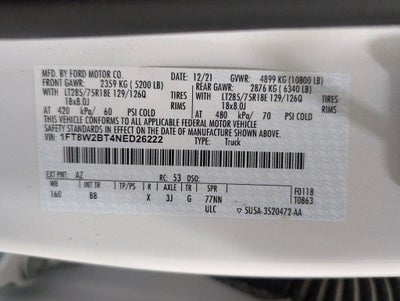 MFD. BY FORD MOTOR CO. 12/21 GVWR: 4899 KG (10800 LB)
FRONT GAWR: 2359 KG ( 5200 LB) REAR GAWR: 2876 KG ( 6340 LB)
WITH LT285/75R18E 129/126Q TIRES WITH LT285/75R18E 129/126Q TIRES
18x8.0J RIMS 18x8.0J RIMS
AT 420 kPa/ 60 PSI COLD AT 480 kPa/ 70 PSI COLD
THIS VEHICLE CONFORMS TO ALL APPLICABLE FEDERAL MOTOR VEHICLE SAFETY STANDARDS IN EFFECT ON THE DATE OF MANUFACTURE SHOWN ABOVE.
VIN: 1FT8W2BT4NED26222 TYPE: Truck
EXT PNT: AZ RC: 53 DSO:
WB INT TR TP/PS R AXLE TR SPR F0118
160 BB X 3J G 77NN T0863
ULC 5USA-3520472-AA